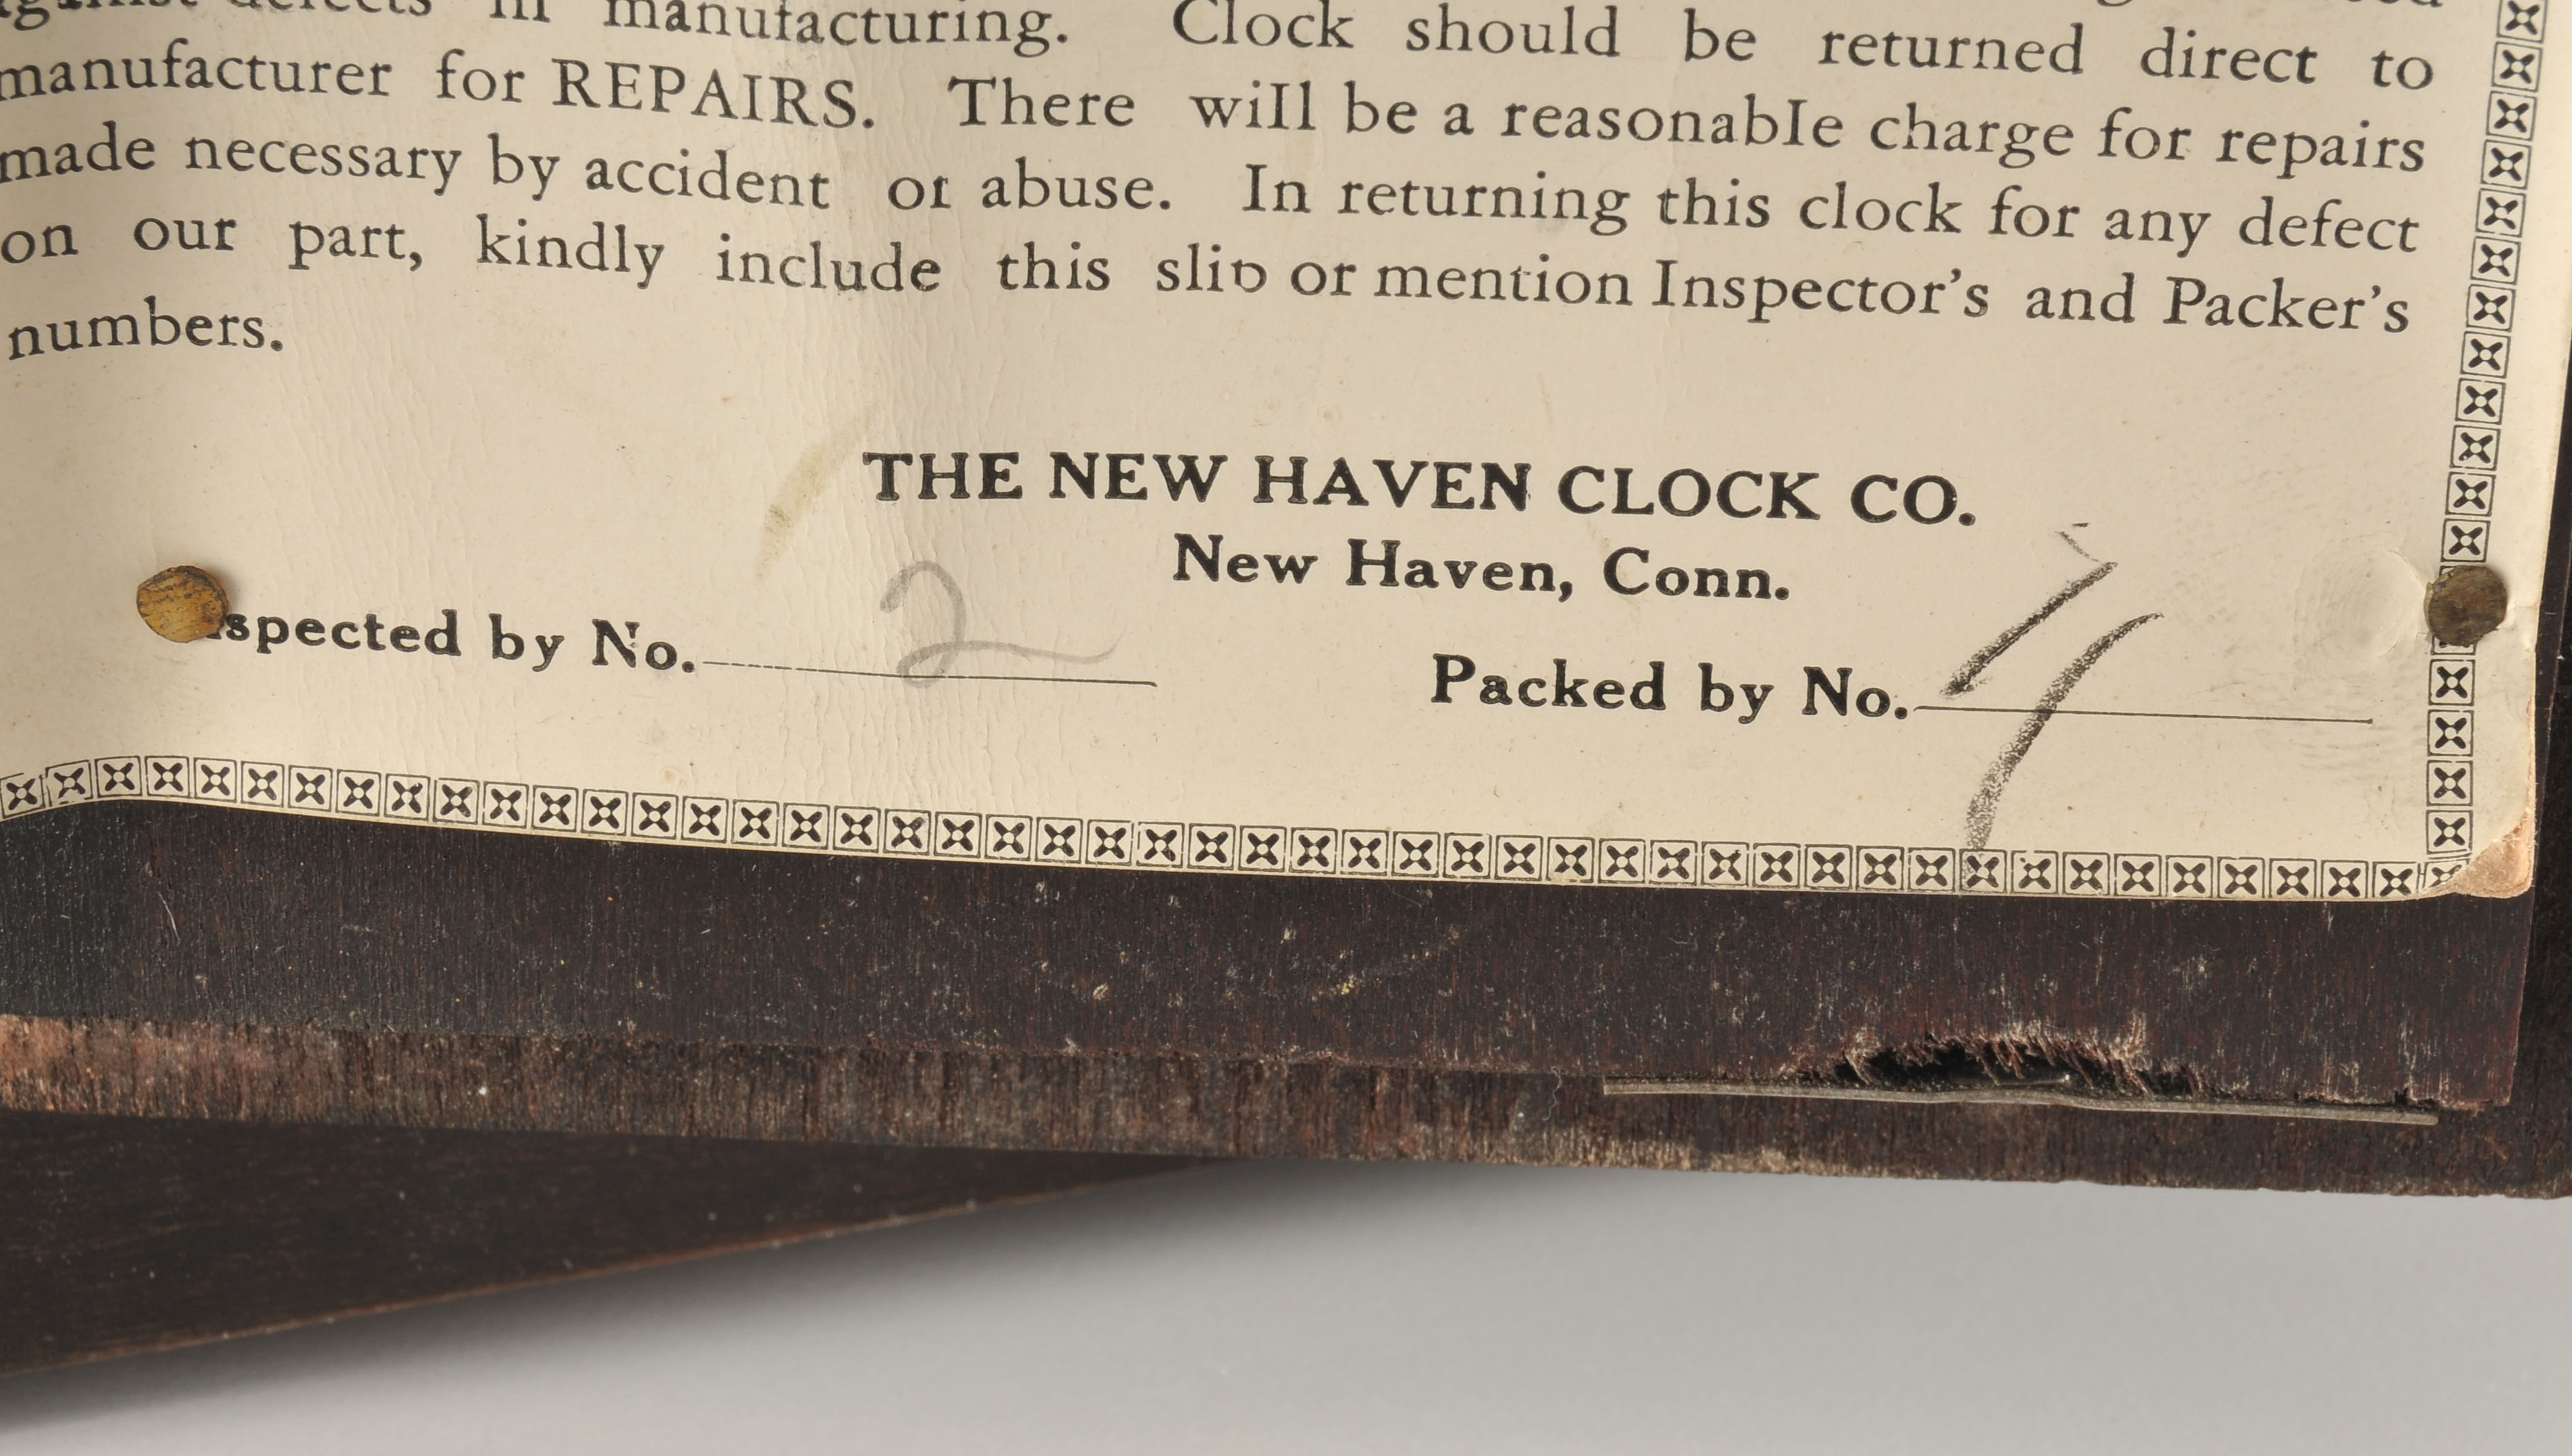 against defects in manufacturing. Clock should be returned direct to
manufacturer for REPAIRS. There will be a reasonable charge for repairs
made necessary by accident or abuse. In returning this clock for any defect
on our part, kindly include this slip or mention Inspector's and Packer's
numbers.
THE NEW HAVEN CLOCK CO.
New Haven, Conn.
spected by No. 2
Packed by No.